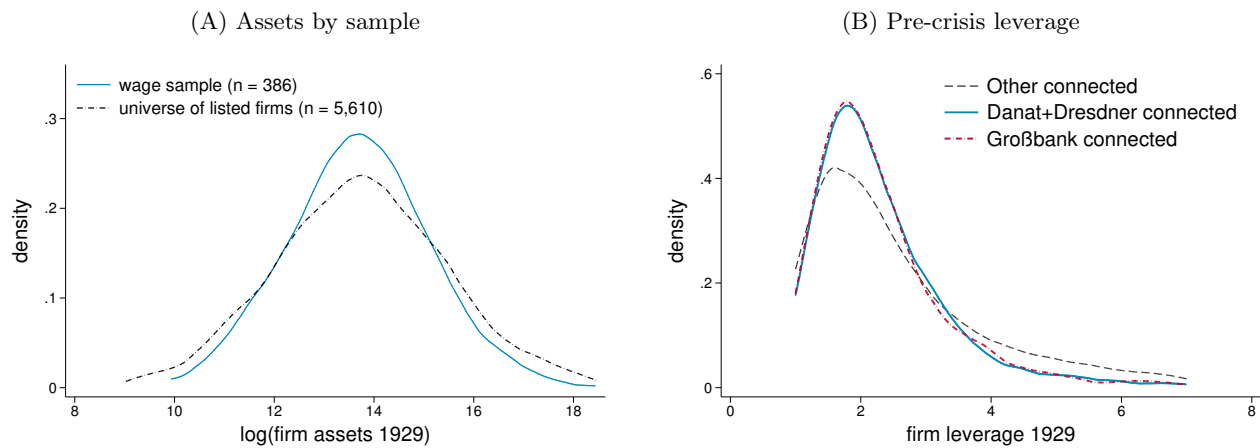 (A) Assets by sample
wage sample (n = 386)
universe of listed firms (n = 5,610)
density
.3
.2
.1
0
8
10
12
14
16
18
log(firm assets 1929)
(B) Pre-crisis leverage
Other connected
Danat+Dresdner connected
Großbank connected
density
.6
.4
.2
0
0
2
4
6
8
firm leverage 1929